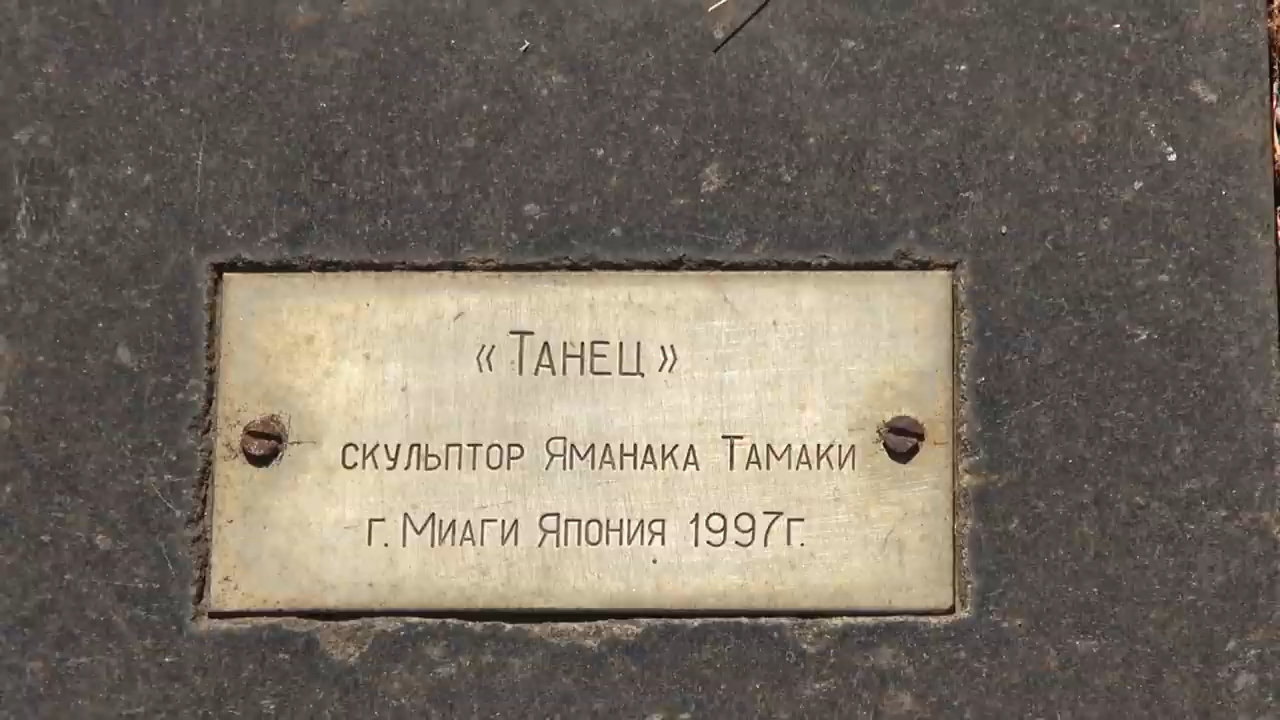 « Танец »
скульптор Яманака Тамаки
г. Миаги Япония 1997г.